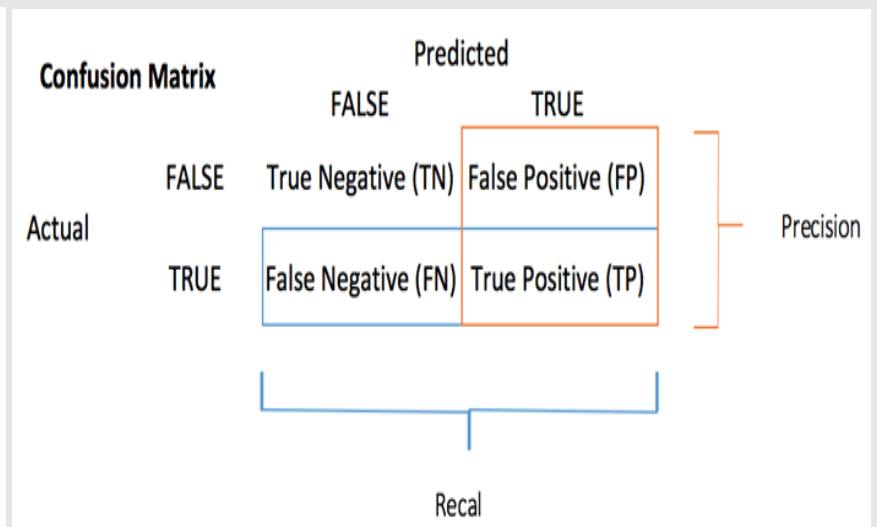 Predicted
Confusion Matrix
FALSE TRUE
FALSE True Negative (TN) False Positive (FP)
Actual Precision
TRUE False Negative (FN) True Positive (TP)
Recal